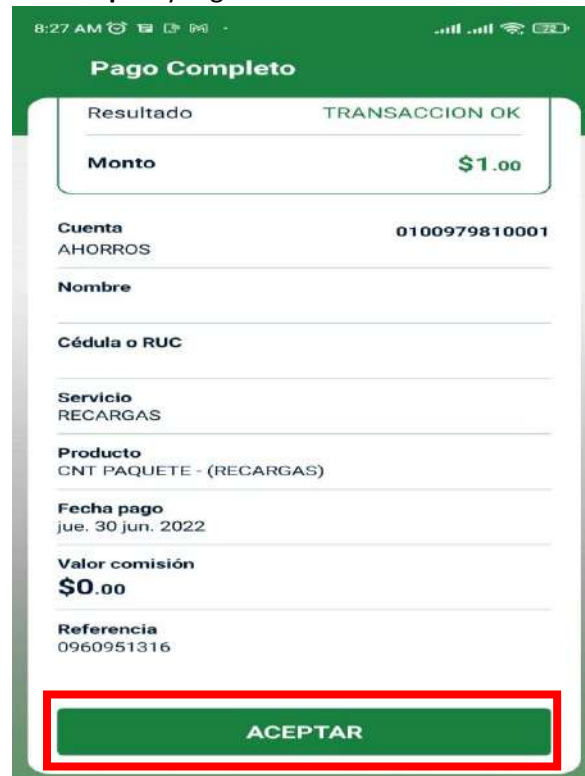 8:27 AM
Pago Completo
Resultado TRANSACCION OK
Monto $1.00
Cuenta 0100979810001
AHORROS
Nombre
Cédula o RUC
Servicio
RECARGAS
Producto
CNT PAQUETE - (RECARGAS)
Fecha pago
jue. 30 jun. 2022
Valor comisión
$0.00
Referencia
0960951316
ACEPTAR